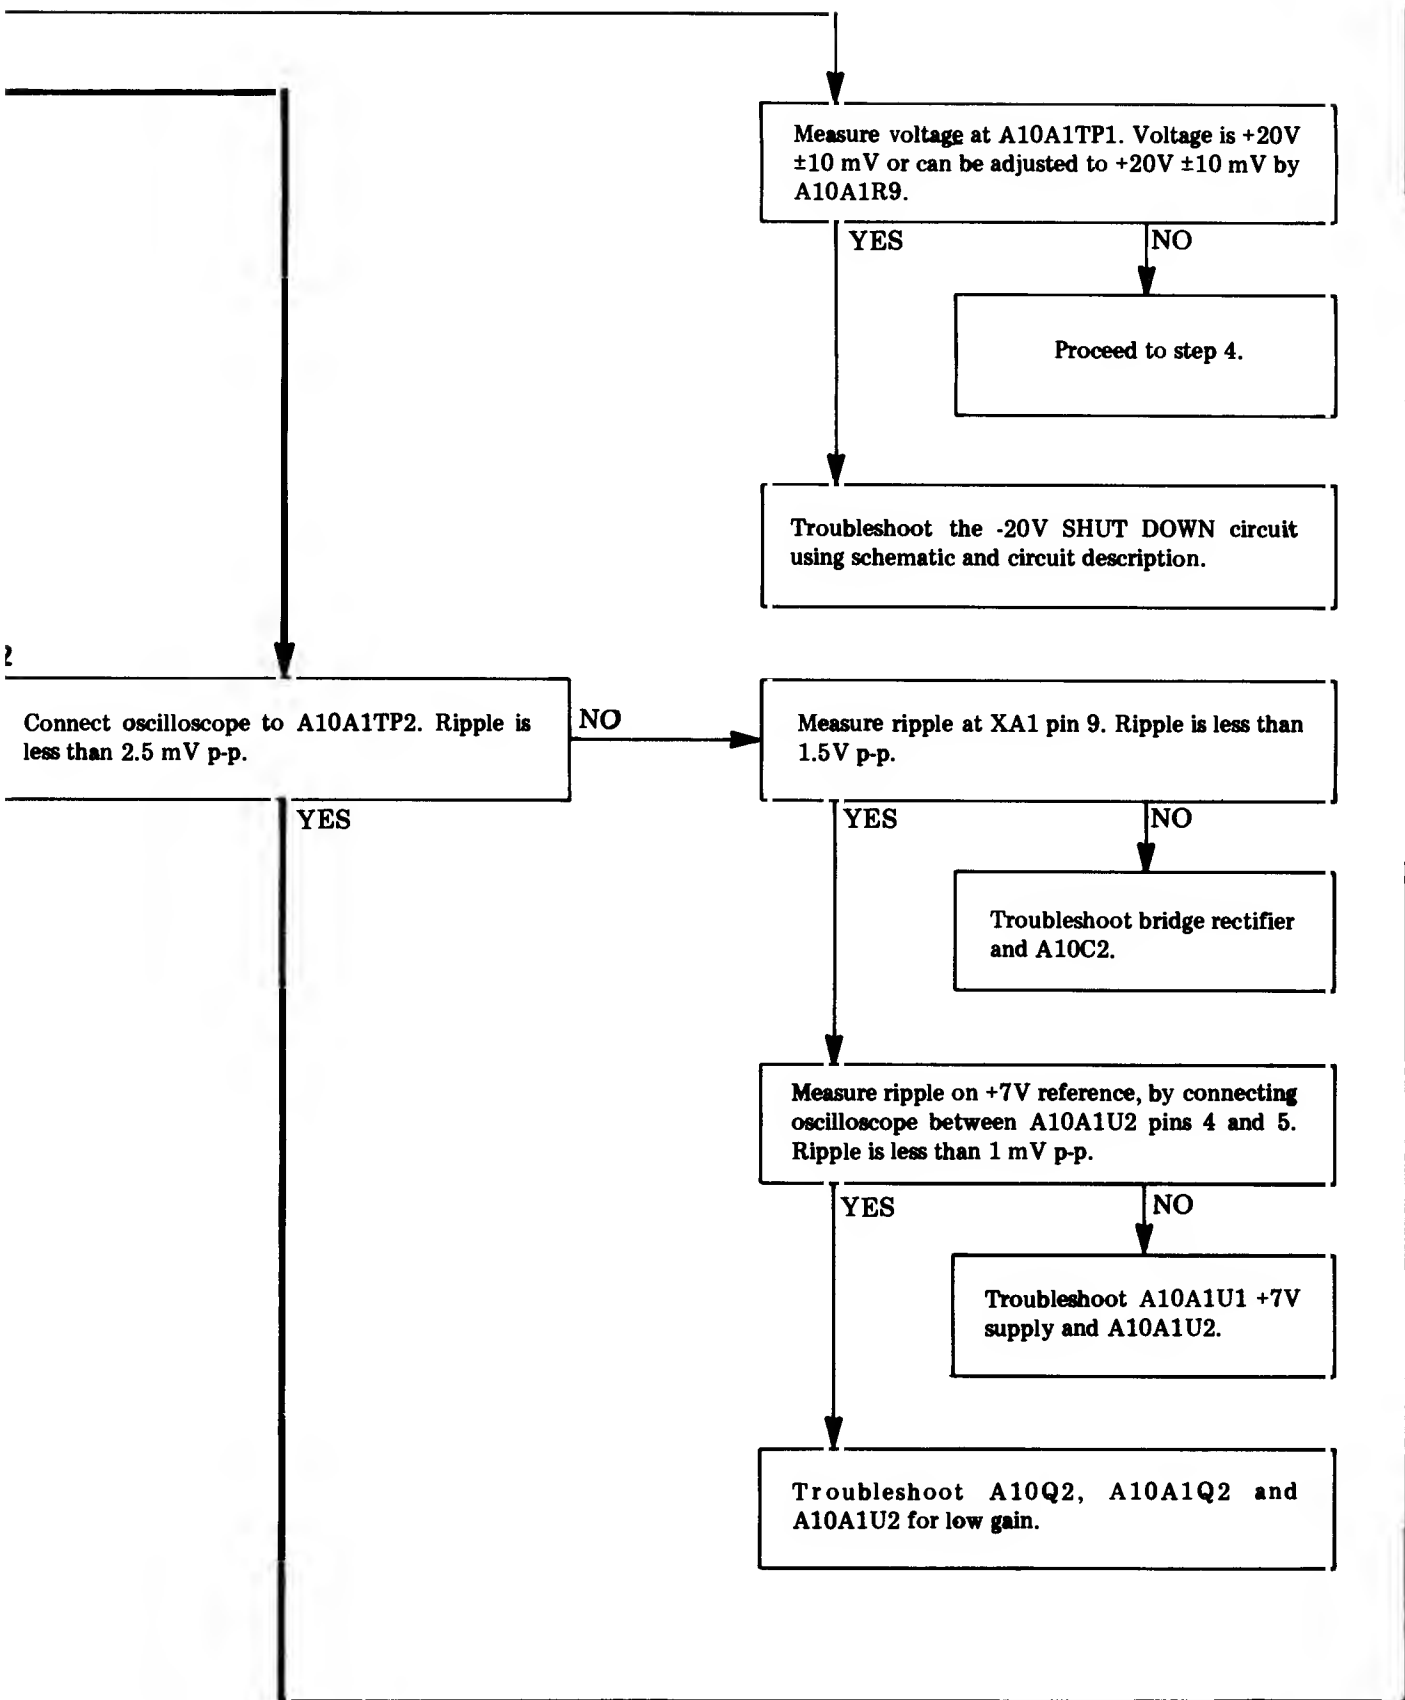 Measure voltage at A10A1TP1. Voltage is +20V
±10 mV or can be adjusted to +20V ±10 mV by
A10A1R9.
YES
NO
Proceed to step 4.
Troubleshoot the -20V SHUT DOWN circuit
using schematic and circuit description.
2
Connect oscilloscope to A10A1TP2. Ripple is
less than 2.5 mV p-p.
NO
YES
Measure ripple at XA1 pin 9. Ripple is less than
1.5V p-p.
YES
NO
Troubleshoot bridge rectifier
and A10C2.
Measure ripple on +7V reference, by connecting
oscilloscope between A10A1U2 pins 4 and 5.
Ripple is less than 1 mV p-p.
YES
NO
Troubleshoot A10A1U1 +7V
supply and A10A1U2.
Troubleshoot A10Q2, A10A1Q2 and
A10A1U2 for low gain.